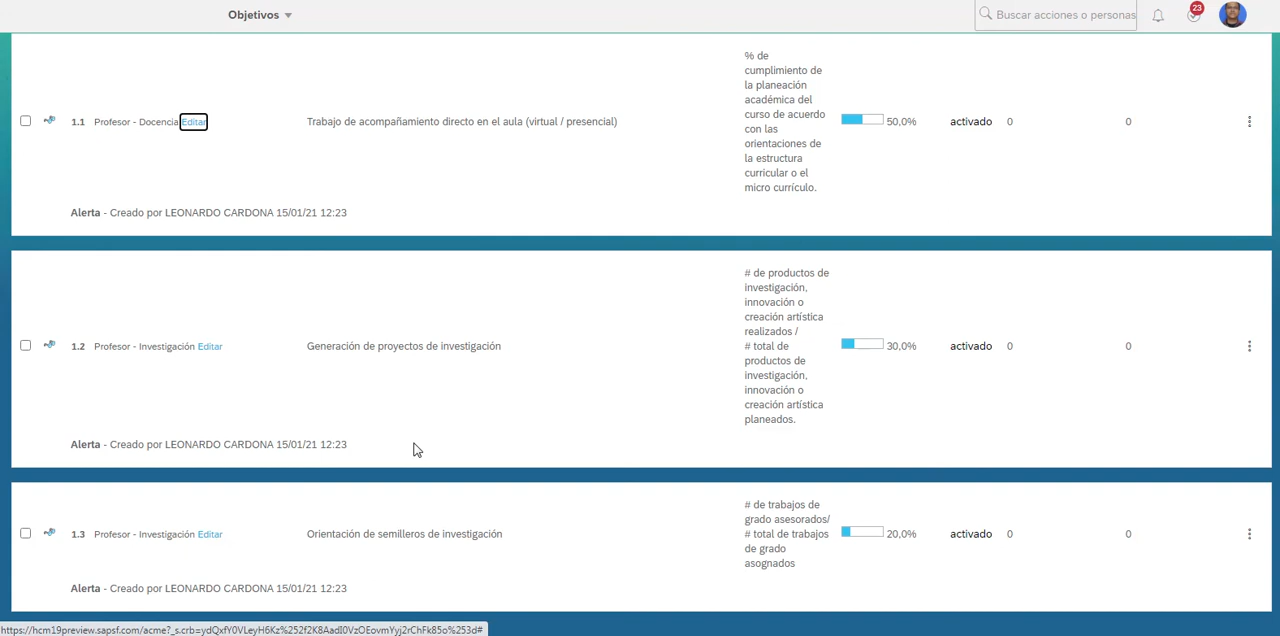 Objetivos
Buscar acciones o personas
23
1.1 Profesor - Docencia Editar
Trabajo de acompañamiento directo en el aula (virtual / presencial)
% de
cumplimiento de
la planeación
académica del
curso de acuerdo
con las
orientaciones de
la estructura
curricular o el
micro currículo.
50,0%
activado
0
0
Alerta - Creado por LEONARDO CARDONA 15/01/21 12:23
1.2 Profesor - Investigación Editar
Generación de proyectos de investigación
# de productos de
investigación,
innovación o
creación artística
realizados /
# total de
productos de
investigación,
innovación o
creación artística
planeados.
30,0%
activado
0
0
Alerta - Creado por LEONARDO CARDONA 15/01/21 12:23
1.3 Profesor - Investigación Editar
Orientación de semilleros de investigación
# de trabajos de
grado asesorados/
# total de trabajos
de grado
asognados
20,0%
activado
0
0
Alerta - Creado por LEONARDO CARDONA 15/01/21 12:23